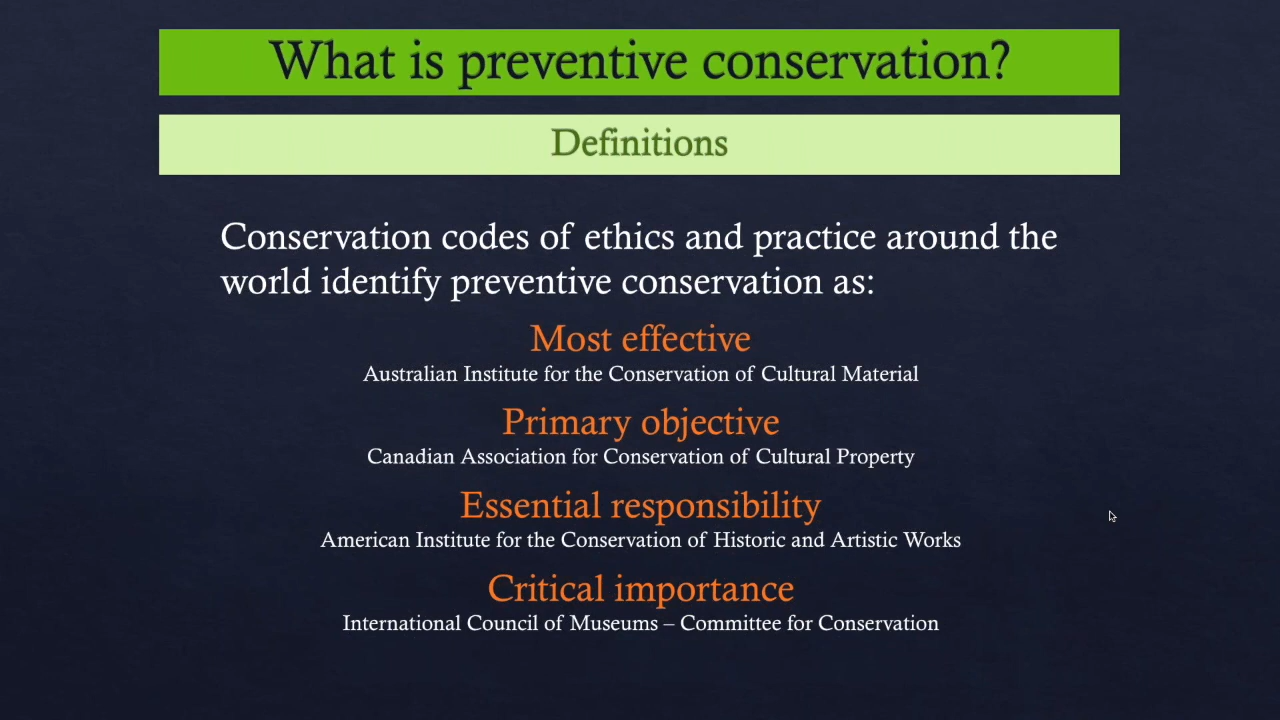 What is preventive conservation?
Definitions
Conservation codes of ethics and practice around the
world identify preventive conservation as:
Most effective
Australian Institute for the Conservation of Cultural Material
Primary objective
Canadian Association for Conservation of Cultural Property
Essential responsibility
American Institute for the Conservation of Historic and Artistic Works
Critical importance
International Council of Museums – Committee for Conservation